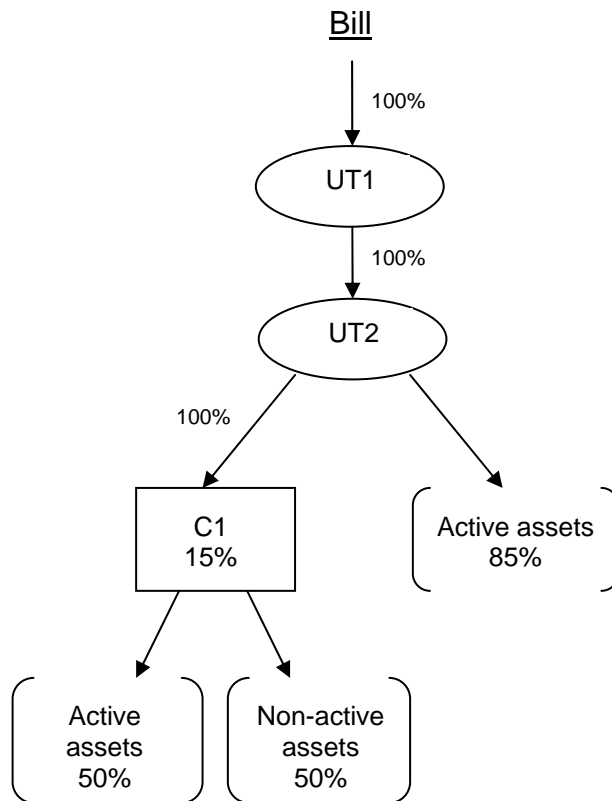 Bill
100%
UT1
100%
UT2
100%
C1
15%
Active assets
85%
Active
assets
50%
Non-active
assets
50%